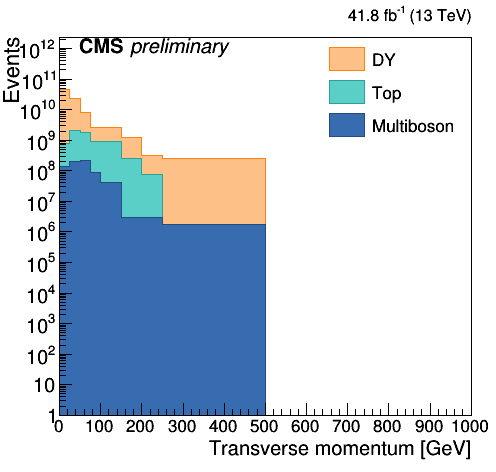 41.8 fb⁻¹ (13 TeV)
CMS preliminary
Events
10¹²
10¹¹
10¹⁰
10⁹
10⁸
10⁷
10⁶
10⁵
10⁴
10³
10²
10
1
DY
Top
Multiboson
0 100 200 300 400 500 600 700 800 900 1000
Transverse momentum [GeV]